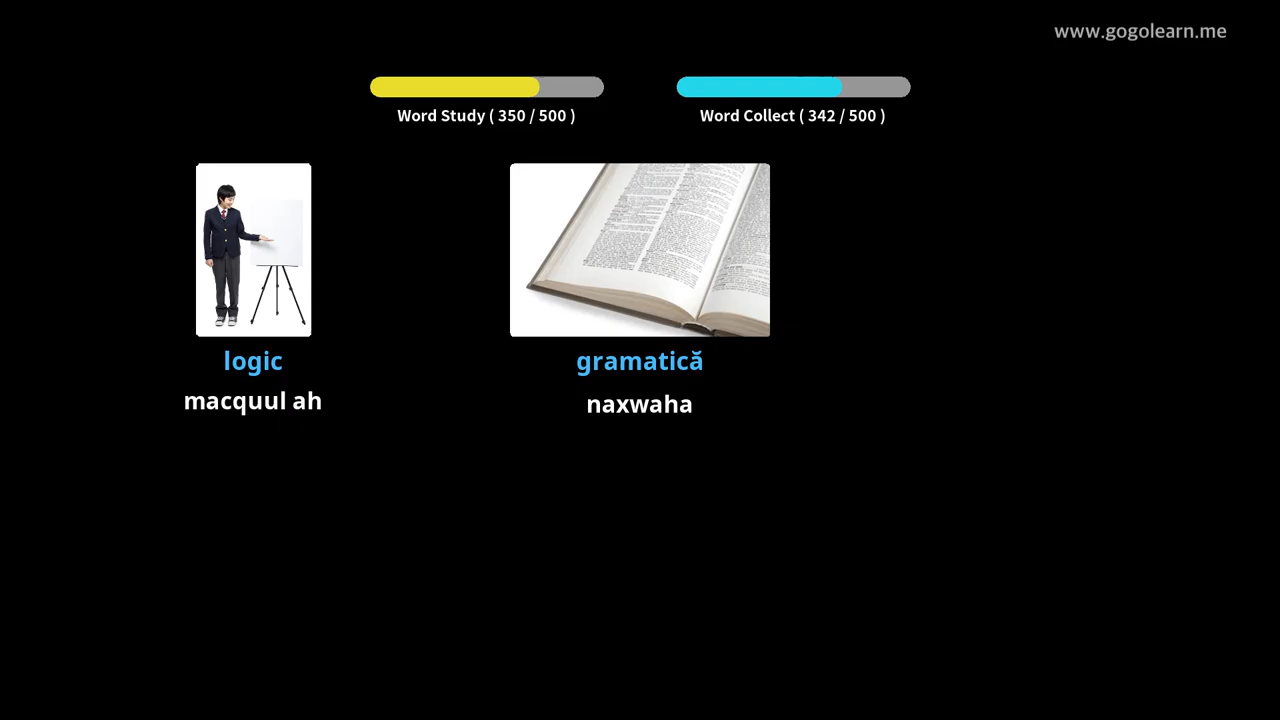 www.gogolearn.me
Word Study ( 350 / 500 )
Word Collect ( 342 / 500 )
logic
macquul ah
gramatică
naxwaha